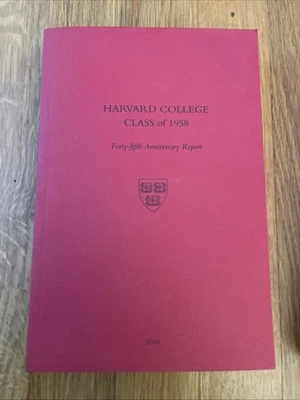 HARVARD COLLEGE
CLASS of 1958
Forty-fifth Anniversary Report